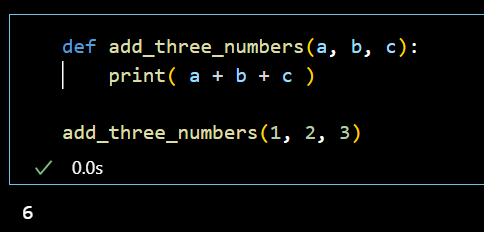 def add_three_numbers(a, b, c):
    print( a + b + c )
add_three_numbers(1, 2, 3)
✓ 0.0s
6